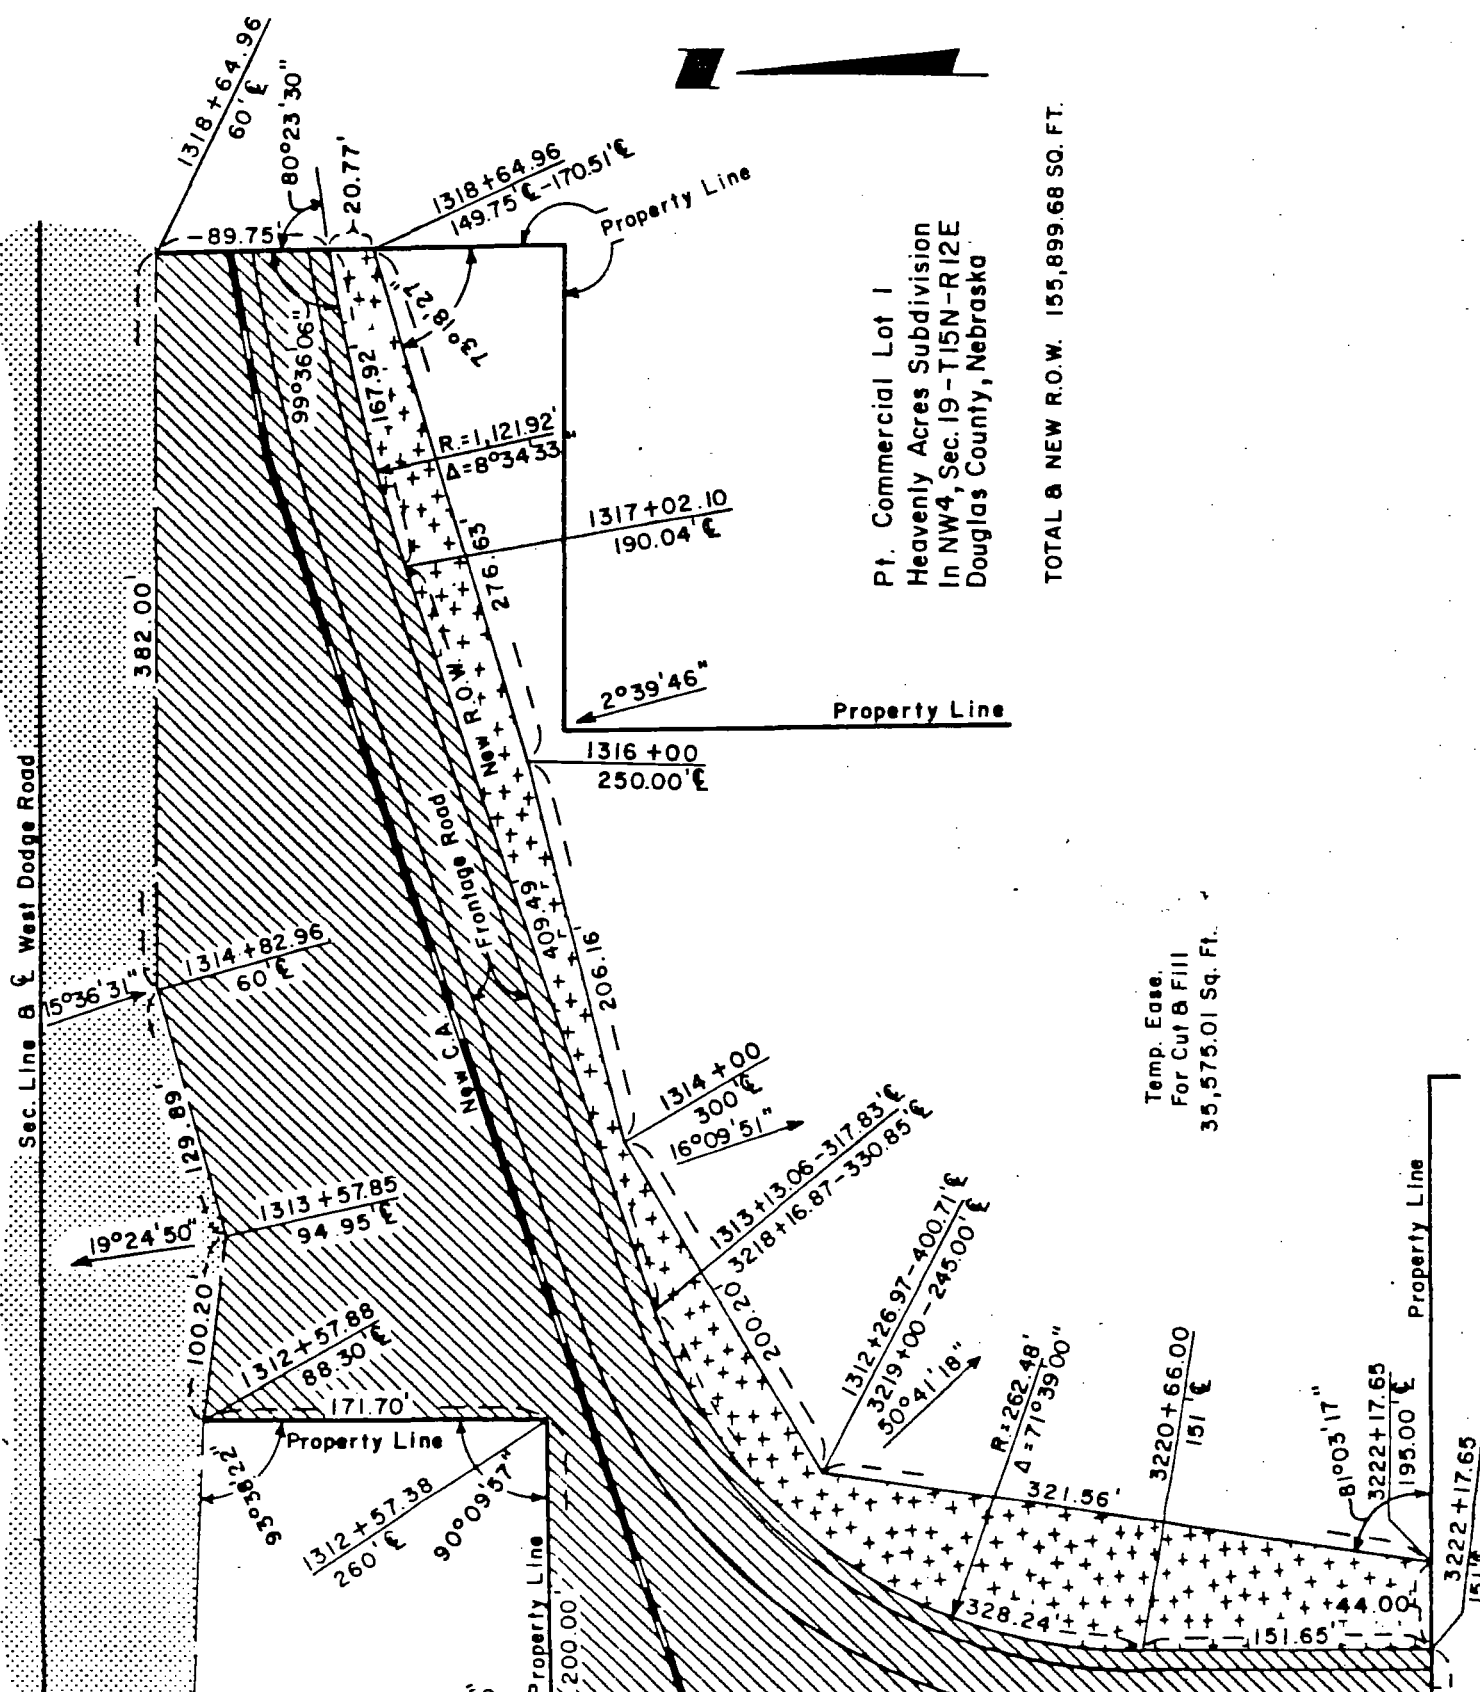 1318+64.96
60' ℄
80°23'30"
89.75'
20.77'
1318+64.96
149.75' ℄-170.51' ℄
Property Line
73°18'27"
99°36'06"
167.92'
R.=1,121.92'
Δ=8°34'33"
1317+02.10
190.04' ℄
276.63'
382.00'
New R.O.W.
2°39'46"
Property Line
1316+00
250.00' ℄
Pt. Commercial Lot 1
Heavenly Acres Subdivision
In NW4, Sec. 19-T15N-R12E
Douglas County, Nebraska
TOTAL & NEW R.O.W. 155,899.68 SQ. FT.
Sec. Line & ℄ West Dodge Road
Frontage Road
409.49'
206.16'
1314+82.96
60' ℄
15°36'31"
New C.A.
129.89'
1314+00
300' ℄
16°09'51"
1313+13.06-317.83' ℄
3218+16.87-330.85' ℄
1313+57.85
94.95' ℄
19°24'50"
100.20'
1312+57.88
88.30' ℄
171.70'
Property Line
93°38'22"
90°09'57"
1312+57.38
260' ℄
Property Line
200.00'
200.20'
1312+26.97-400.71' ℄
3219+00-245.00' ℄
50°41'18"
R.=262.48'
Δ=71°39'00"
3220+66.00
151' ℄
321.56'
328.24'
151.65'
44.00'
81°03'17"
3222+17.65
195.00' ℄
3222+17.65
Property Line
Temp. Ease.
For Cut & Fill
35,575.01 Sq. Ft.